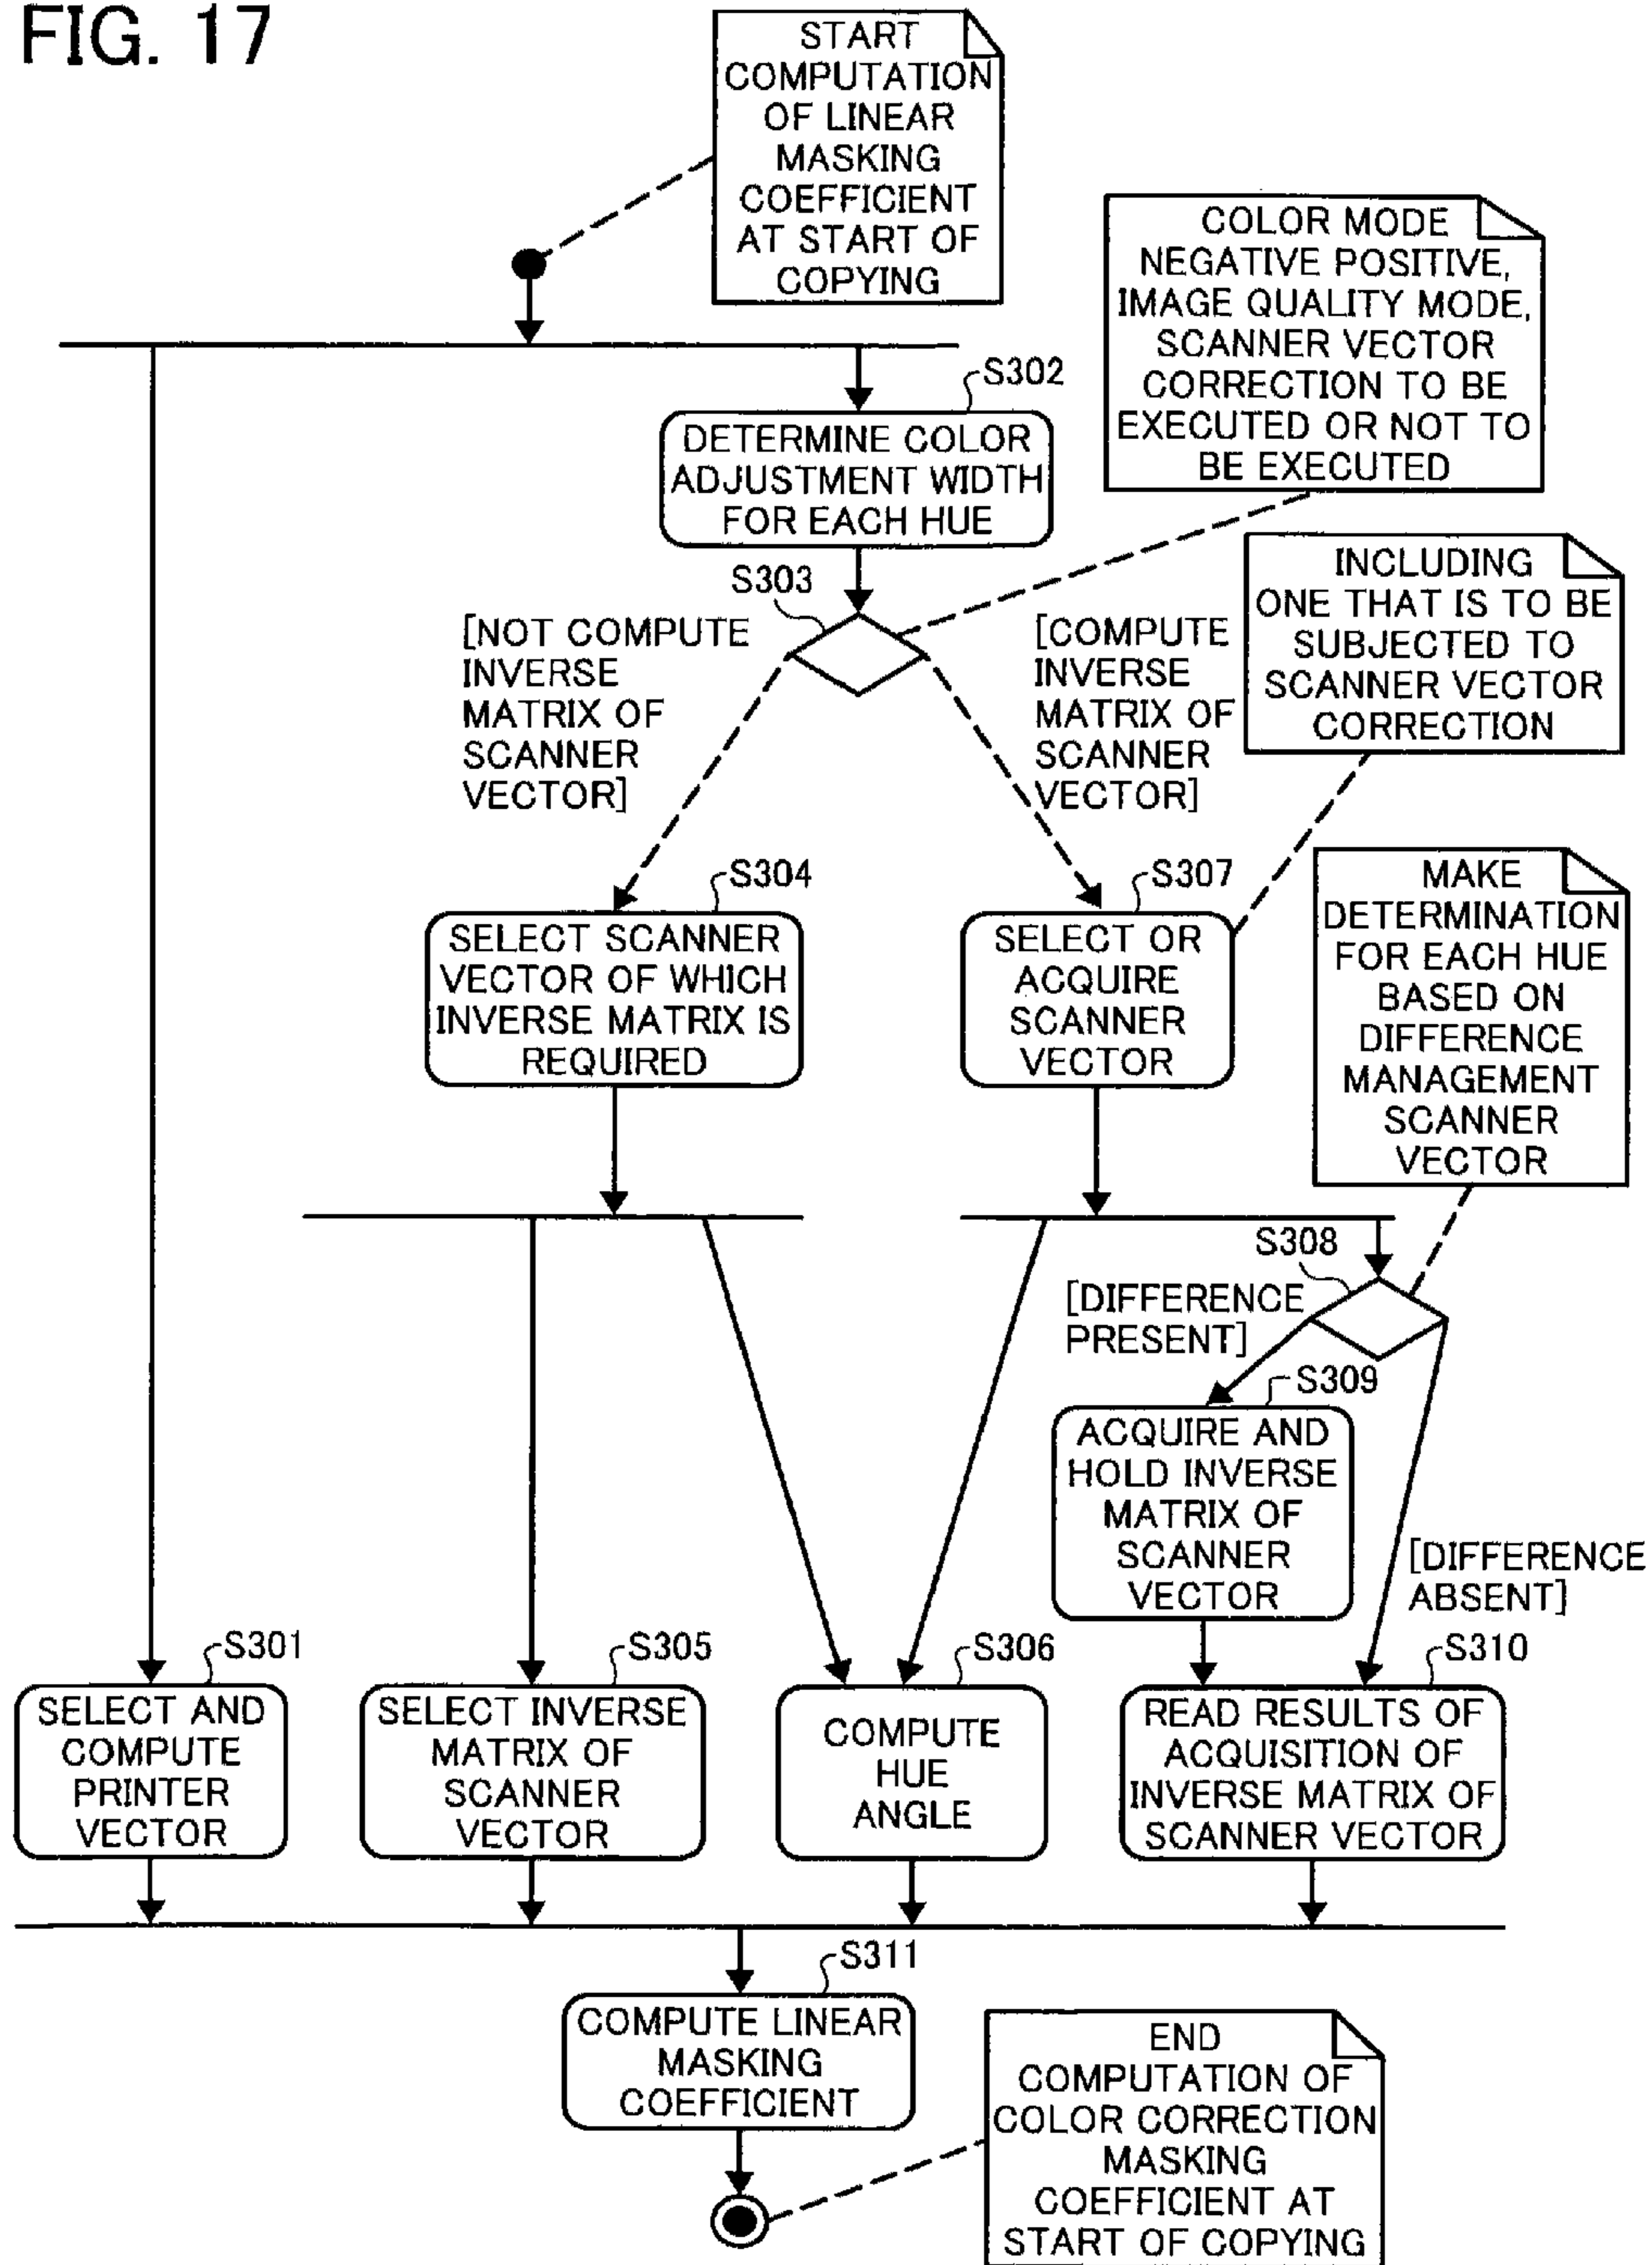 FIG. 17
START
COMPUTATION
OF LINEAR
MASKING
COEFFICIENT
AT START OF
COPYING
COLOR MODE
NEGATIVE POSITIVE,
IMAGE QUALITY MODE,
SCANNER VECTOR
CORRECTION TO BE
EXECUTED OR NOT TO
BE EXECUTED
S302
DETERMINE COLOR
ADJUSTMENT WIDTH
FOR EACH HUE
S303
[NOT COMPUTE
INVERSE
MATRIX OF
SCANNER
VECTOR]
[COMPUTE
INVERSE
MATRIX OF
SCANNER
VECTOR]
INCLUDING
ONE THAT IS TO BE
SUBJECTED TO
SCANNER VECTOR
CORRECTION
S304
SELECT SCANNER
VECTOR OF WHICH
INVERSE MATRIX IS
REQUIRED
S307
SELECT OR
ACQUIRE
SCANNER
VECTOR
MAKE
DETERMINATION
FOR EACH HUE
BASED ON
DIFFERENCE
MANAGEMENT
SCANNER
VECTOR
S308
[DIFFERENCE
PRESENT]
S309
ACQUIRE AND
HOLD INVERSE
MATRIX OF
SCANNER
VECTOR
[DIFFERENCE
ABSENT]
S301
SELECT AND
COMPUTE
PRINTER
VECTOR
S305
SELECT INVERSE
MATRIX OF
SCANNER
VECTOR
S306
COMPUTE
HUE
ANGLE
S310
READ RESULTS OF
ACQUISITION OF
INVERSE MATRIX OF
SCANNER VECTOR
S311
COMPUTE LINEAR
MASKING
COEFFICIENT
END
COMPUTATION OF
COLOR CORRECTION
MASKING
COEFFICIENT AT
START OF COPYING